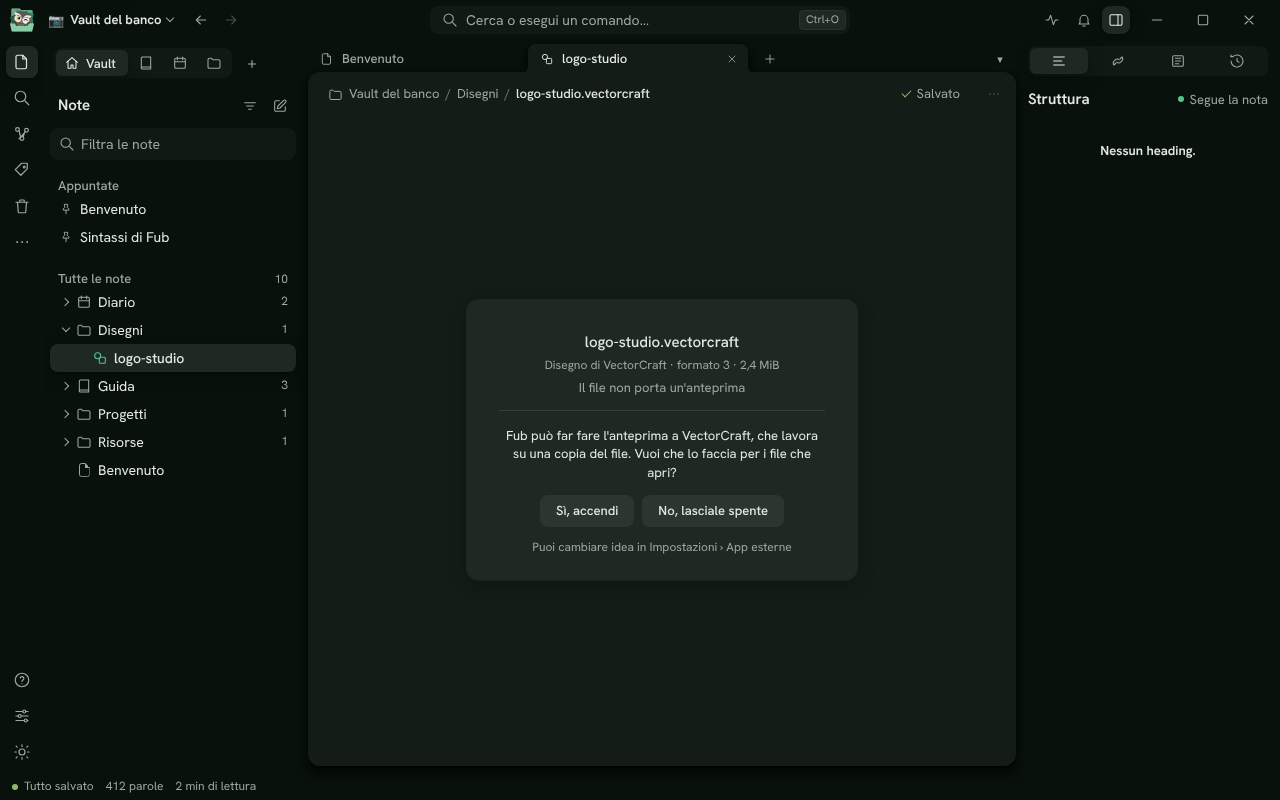 Vault del banco
Cerca o esegui un comando...
Ctrl+O
Vault
Benvenuto
logo-studio
Note
Vault del banco / Disegni / logo-studio.vectorcraft
Salvato
Struttura
Segue la nota
Filtra le note
Nessun heading.
Appuntate
Benvenuto
Sintassi di Fub
Tutte le note
10
Diario
2
Disegni
1
logo-studio
Guida
3
Progetti
1
Risorse
1
Benvenuto
logo-studio.vectorcraft
Disegno di VectorCraft · formato 3 · 2,4 MiB
Il file non porta un'anteprima
Fub può far fare l'anteprima a VectorCraft, che lavora
su una copia del file. Vuoi che lo faccia per i file che
apri?
Sì, accendi
No, lasciale spente
Puoi cambiare idea in Impostazioni › App esterne
Tutto salvato
412 parole
2 min di lettura